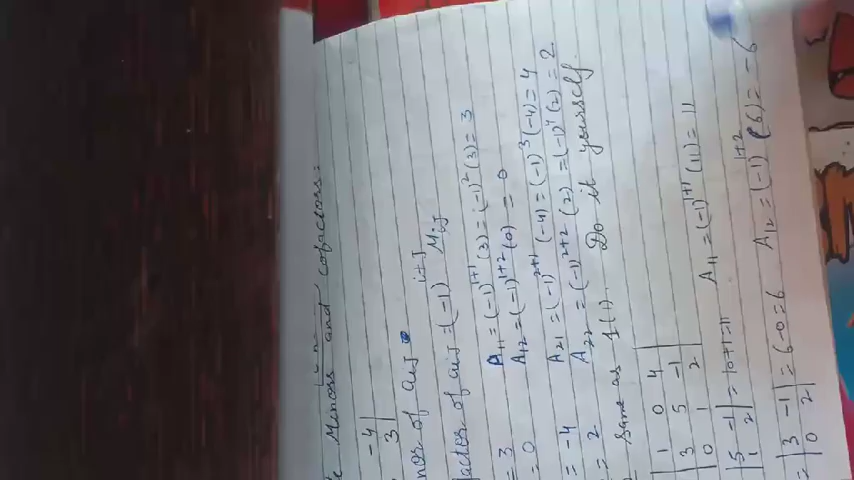 Minors and cofactors:
-4|
3|
nor of aij
actor of aij = (-1)^i+j Mij
= 3 A11 = (-1)^1+1 (3) = (-1)^2 (3) = 3
= 0 A12 = (-1)^1+2 (0) = 0
= -4 A21 = (-1)^2+1 (-4) = (-1)^3 (-4) = 4
= 2 A22 = (-1)^2+2 (2) = (-1)^4 (2) = 2
Same as 1(i). Do it yourself.
|1 0 4|
|3 5 -1|
|0 1 2|
|5 -1| = 10+1=11 A11 = (-1)^1+1 (11) = 11
|1 2|
= |3 -1| = 6-0=6 A12 = (-1)^1+2 (6) = -6
|0 2|